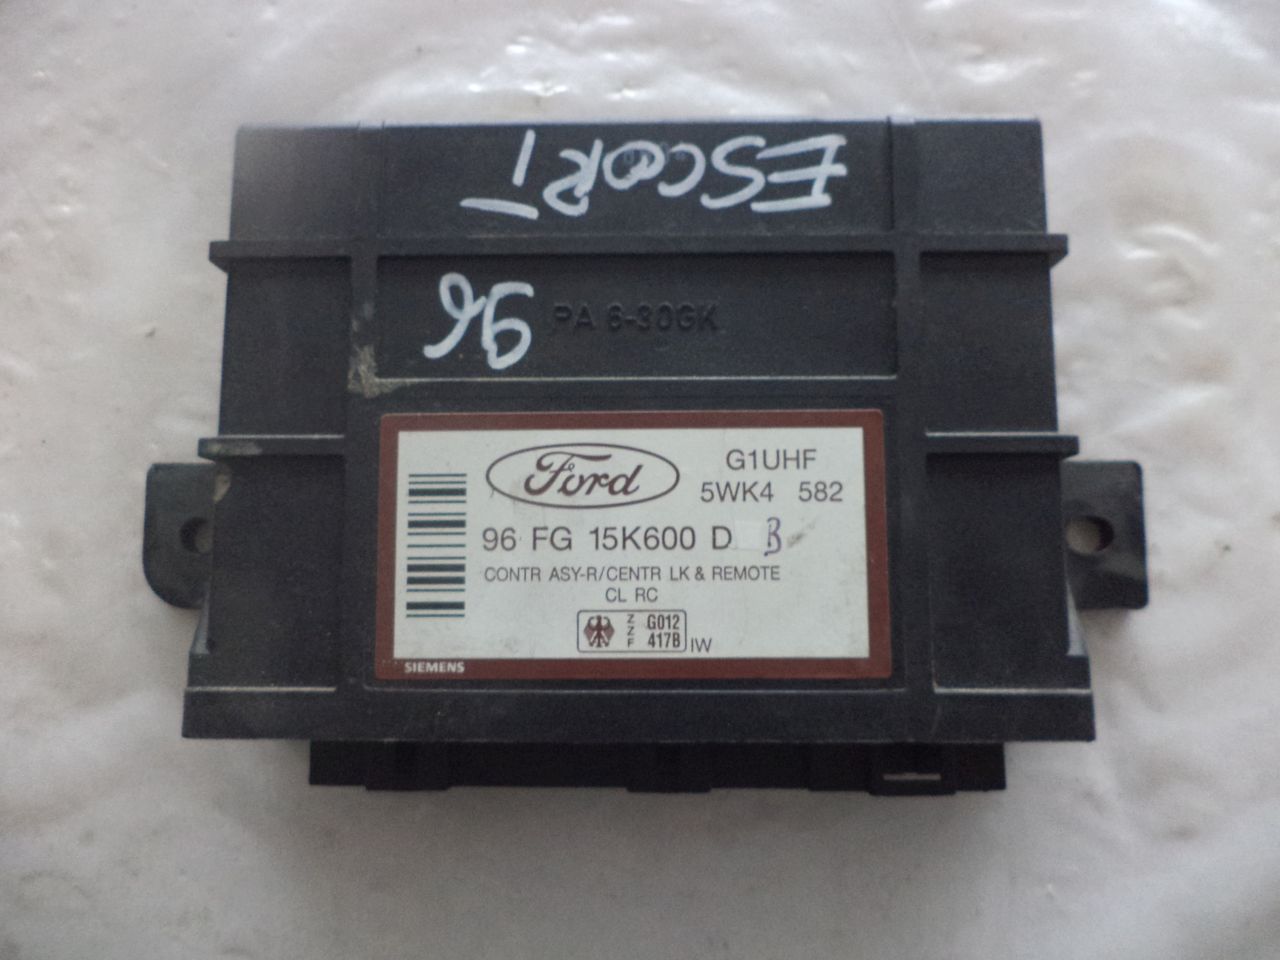 ESCORT
96
PA 6-30GK
Ford
G1UHF
5WK4 582
96 FG 15K600 D B
CONTR ASY-R/CENTR LK & REMOTE
CL RC
ZZF G012
417B IW
SIEMENS